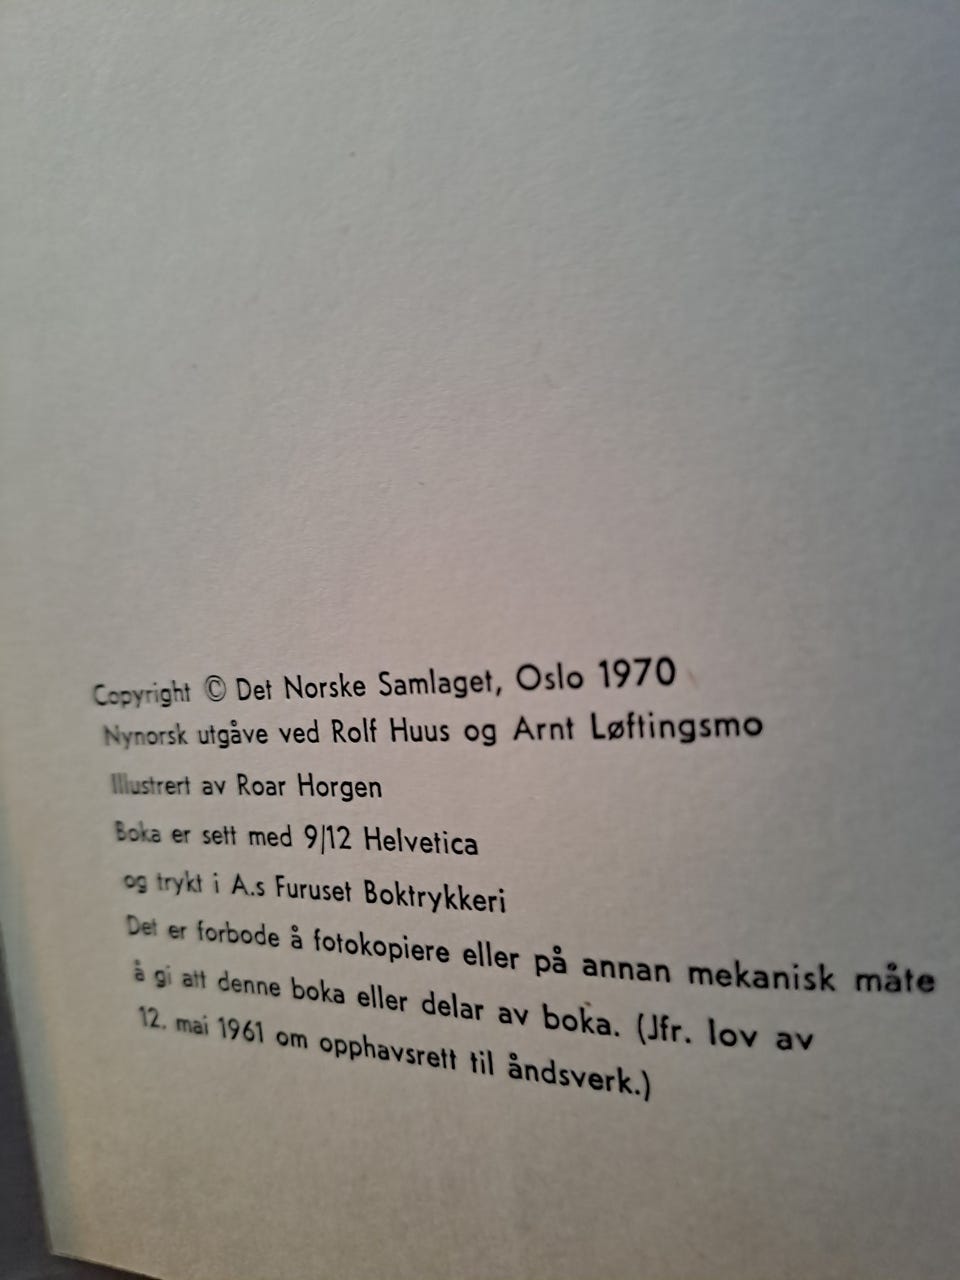 Copyright © Det Norske Samlaget, Oslo 1970
Nynorsk utgåve ved Rolf Huus og Arnt Løftingsmo
Illustrert av Roar Horgen
Boka er sett med 9/12 Helvetica
og trykt i A.s Furuset Boktrykkeri
Det er forbode å fotokopiere eller på annan mekanisk måte
å gi att denne boka eller delar av boka. (Jfr. lov av
12. mai 1961 om opphavsrett til åndsverk.)